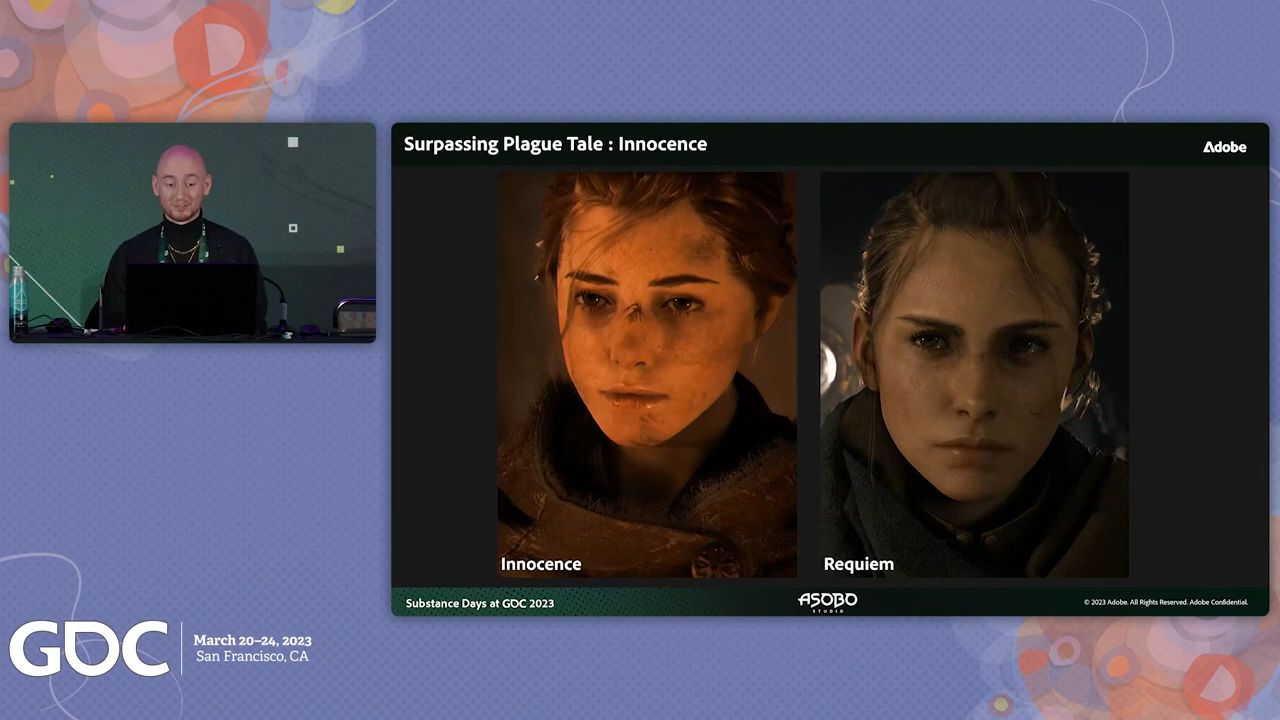 Surpassing Plague Tale : Innocence
Adobe
Innocence
Requiem
Substance Days at GDC 2023
ASOBO
STUDIO
© 2023 Adobe. All Rights Reserved. Adobe Confidential.
GDC
March 20–24, 2023
San Francisco, CA